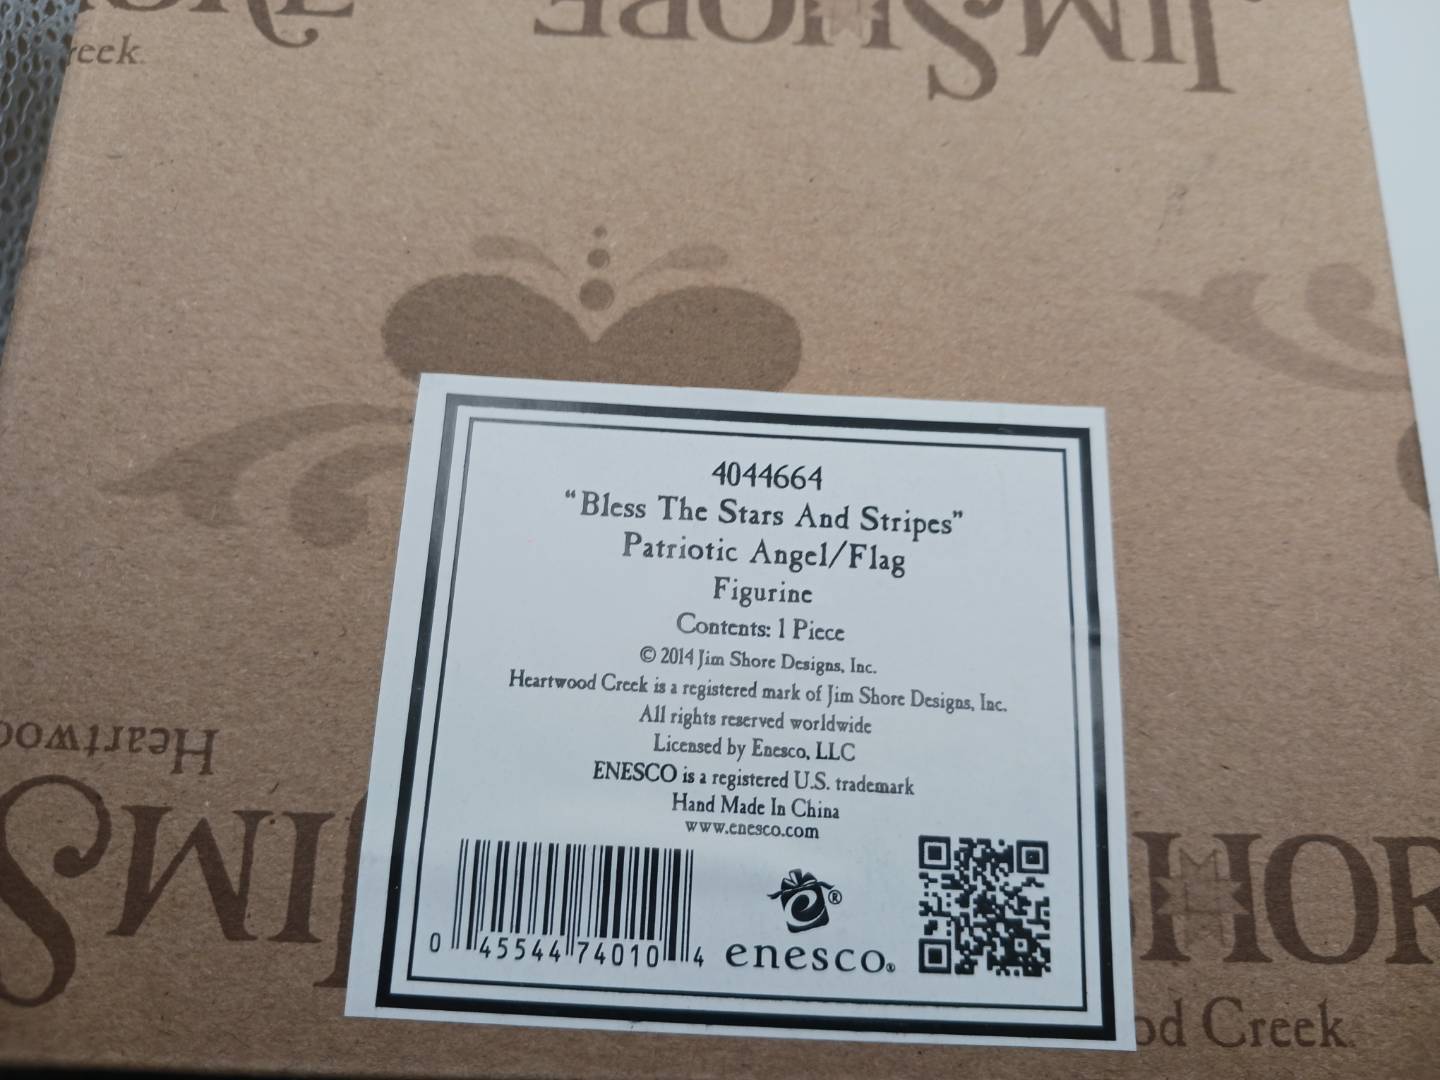 reek.
JIM SHORE
4044664
“Bless The Stars And Stripes”
Patriotic Angel/Flag
Figurine
Contents: 1 Piece
© 2014 Jim Shore Designs, Inc.
Heartwood Creek is a registered mark of Jim Shore Designs, Inc.
All rights reserved worldwide
Licensed by Enesco, LLC
ENESCO is a registered U.S. trademark
Hand Made In China
www.enesco.com
0 45544 74010 4
®
enesco®
Heartwoo
JIMS
HOR
od Creek.